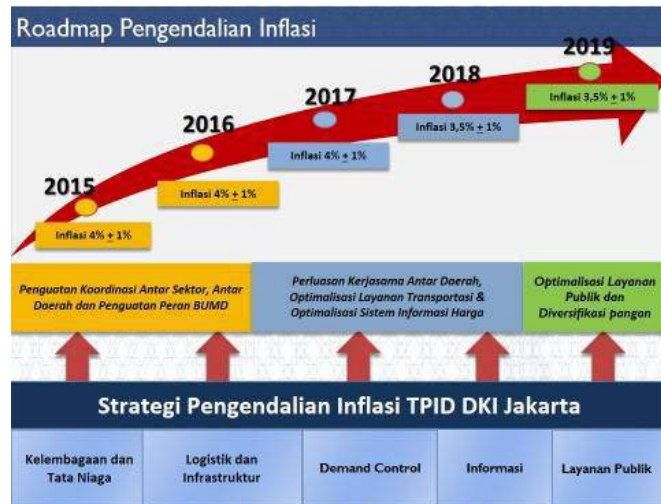 Roadmap Pengendalian Inflasi
2019
2018
Inflasi 3,5% ± 1%
2017
Inflasi 3,5% ± 1%
2016
Inflasi 4% ± 1%
2015
Inflasi 4% ± 1%
Inflasi 4% ± 1%
Penguatan Koordinasi Antar Sektor, Antar
Daerah dan Penguatan Peran BUMD
Perluasan Kerjasama Antar Daerah,
Optimalisasi Layanan Transportasi &
Optimalisasi Sistem Informasi Harga
Optimalisasi Layanan
Publik dan
Diversifikasi pangan
Strategi Pengendalian Inflasi TPID DKI Jakarta
Kelembagaan dan
Tata Niaga
Logistik dan
Infrastruktur
Demand Control
Informasi
Layanan Publik